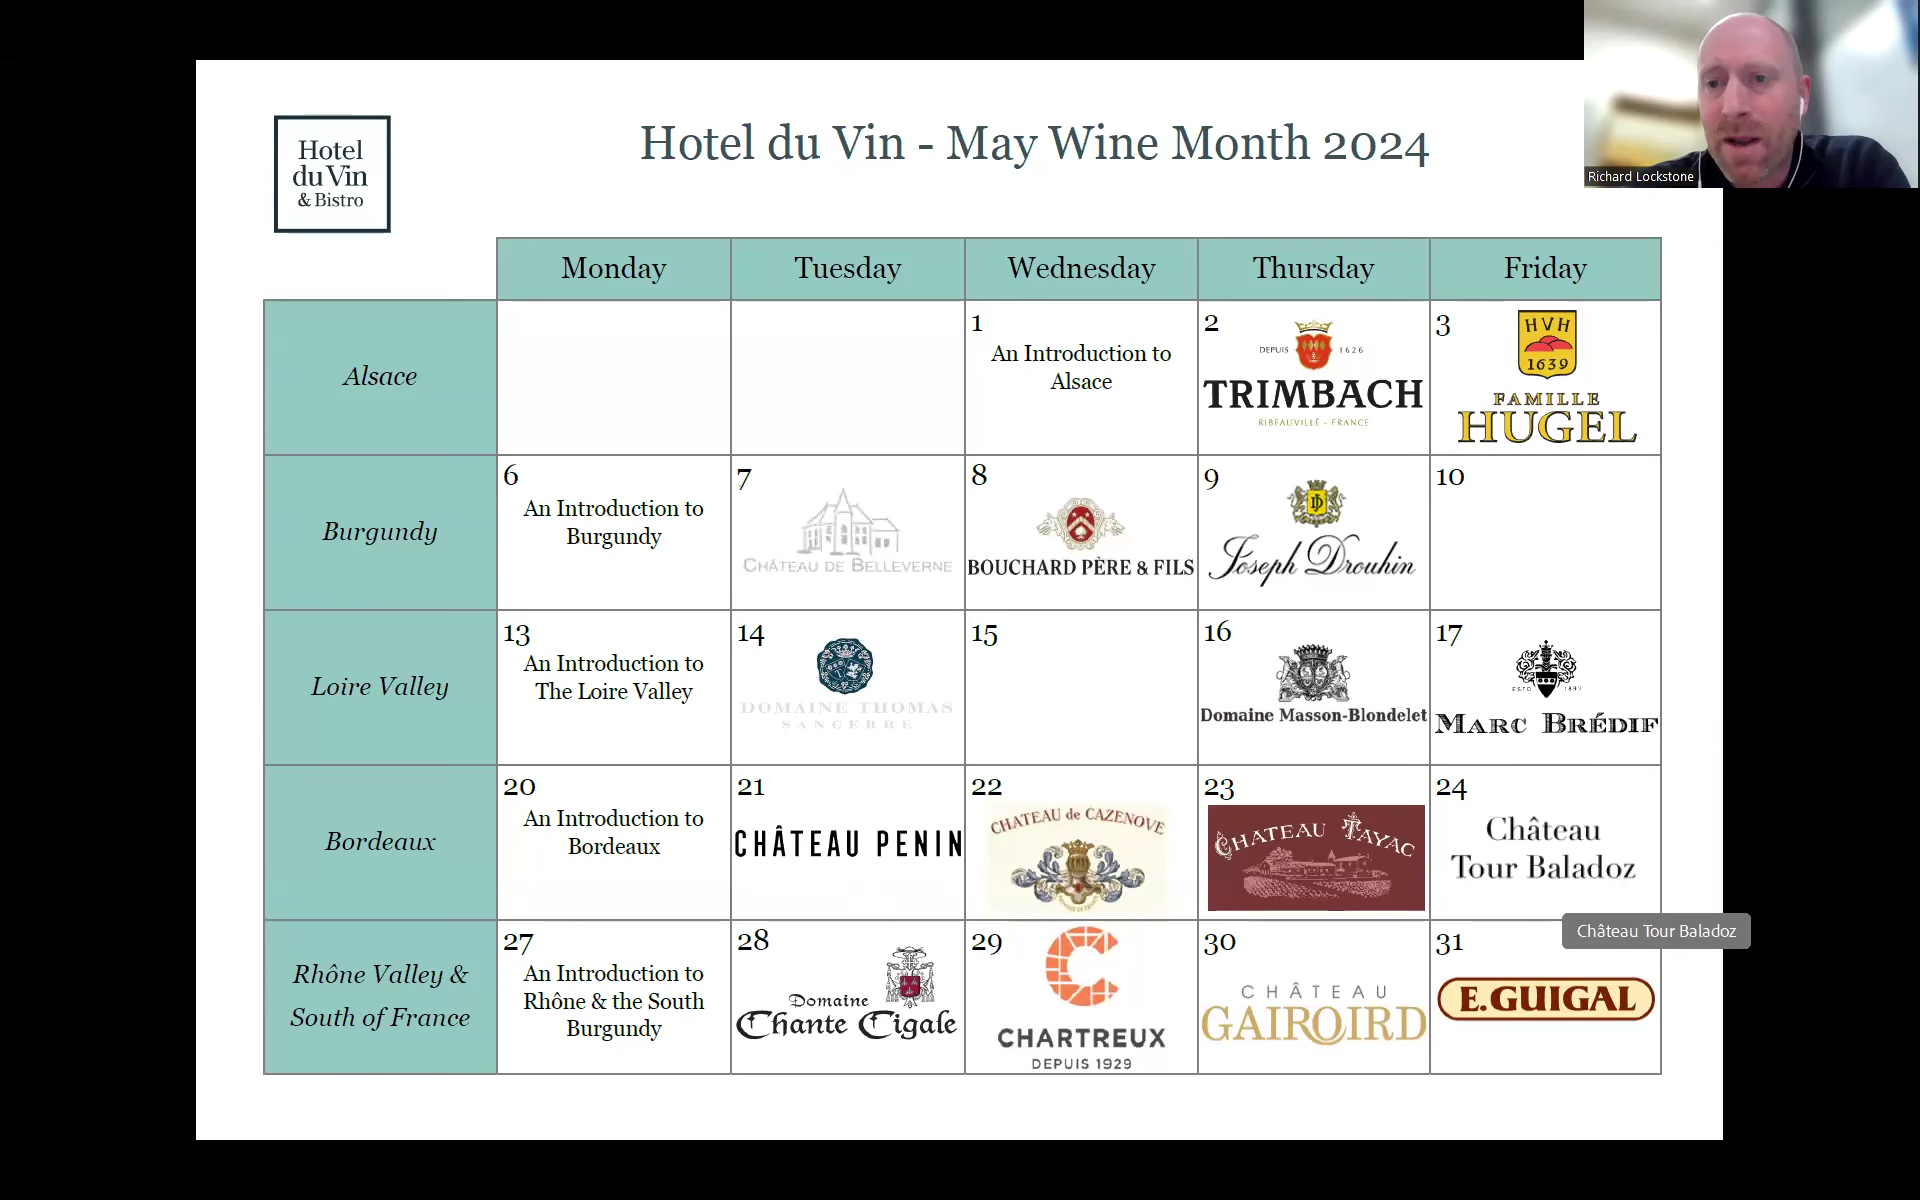 Richard Lockstone
Hotel
du Vin
& Bistro
Hotel du Vin - May Wine Month 2024
Monday
Tuesday
Wednesday
Thursday
Friday
Alsace
1
An Introduction to
Alsace
2
DEPUIS 1626
TRIMBACH
RIBEAUVILLÉ - FRANCE
3
HVH
1639
FAMILLE
HUGEL
Burgundy
6
An Introduction to
Burgundy
7
CHÂTEAU DE BELLEVERNE
8
BOUCHARD PÈRE & FILS
9
JD
Joseph Drouhin
10
Loire Valley
13
An Introduction to
The Loire Valley
14
DOMAINE THOMAS
SANCERRE
15
16
Domaine Masson-Blondelet
17
ESTD 1893
MARC BRÉDIF
Bordeaux
20
An Introduction to
Bordeaux
21
CHÂTEAU PENIN
22
CHATEAU de CAZENOVE
23
CHATEAU TAYAC
24
Château
Tour Baladoz
Château Tour Baladoz
Rhône Valley &
South of France
27
An Introduction to
Rhône & the South
Burgundy
28
Domaine
Chante Cigale
29
CHARTREUX
DEPUIS 1929
30
CHÂTEAU
GAIROIRD
31
E.GUIGAL